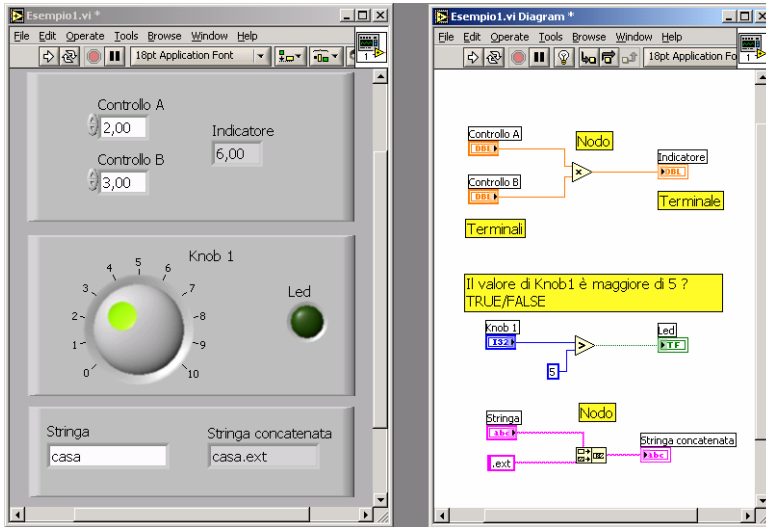 Esempio1.vi *
File Edit Operate Tools Browse Window Help
18pt Application Font
1
Controllo A
2,00
Indicatore
6,00
Controllo B
3,00
Knob 1
0 1 2 3 4 5 6 7 8 9 10
Led
Stringa
casa
Stringa concatenata
casa.ext
Esempio1.vi Diagram *
File Edit Operate Tools Browse Window Help
18pt Application Fo
1
Controllo A
DBL
Nodo
Indicatore
DBL
Controllo B
DBL
Terminale
Terminali
Il valore di Knob1 è maggiore di 5 ?
TRUE/FALSE
Knob 1
I32
>
Led
TF
5
Stringa
abc
Nodo
Stringa concatenata
abc
.ext